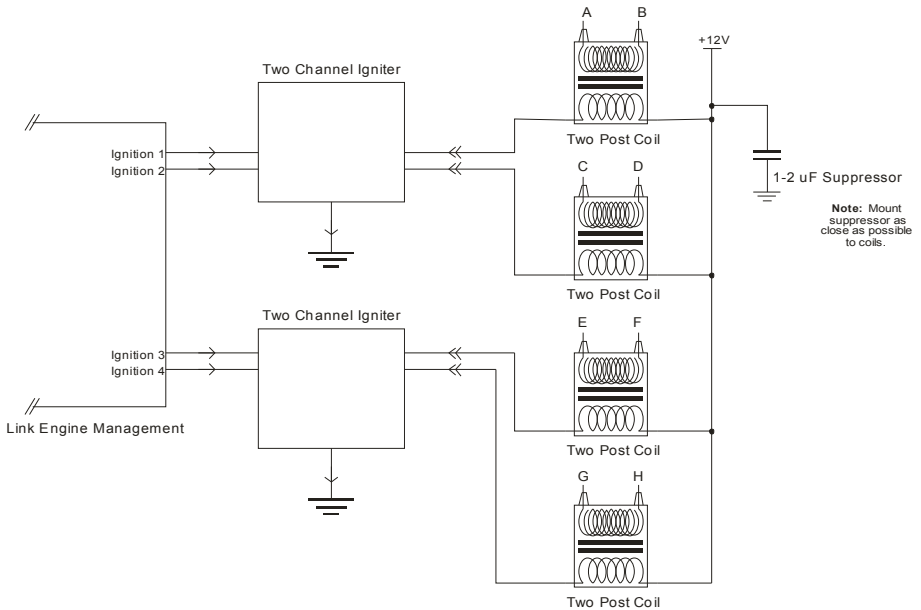 A B
+12V
Two Channel Igniter
Two Post Coil
Ignition 1
Ignition 2
C D
1-2 uF Suppressor
Note: Mount
suppressor as
close as possible
to coils.
Two Post Coil
Two Channel Igniter
E F
Ignition 3
Ignition 4
Link Engine Management
Two Post Coil
G H
Two Post Coil